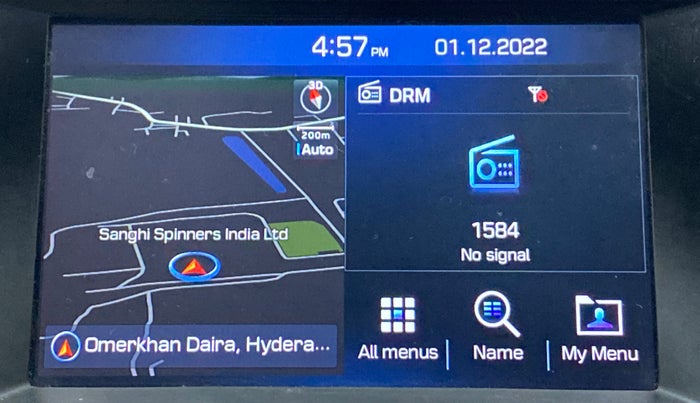 4:57 PM 01.12.2022
3D
200m
Auto
Sanghi Spinners India Ltd
Omerkhan Daira, Hydera...
DRM
1584
No signal
All menus
Name
My Menu